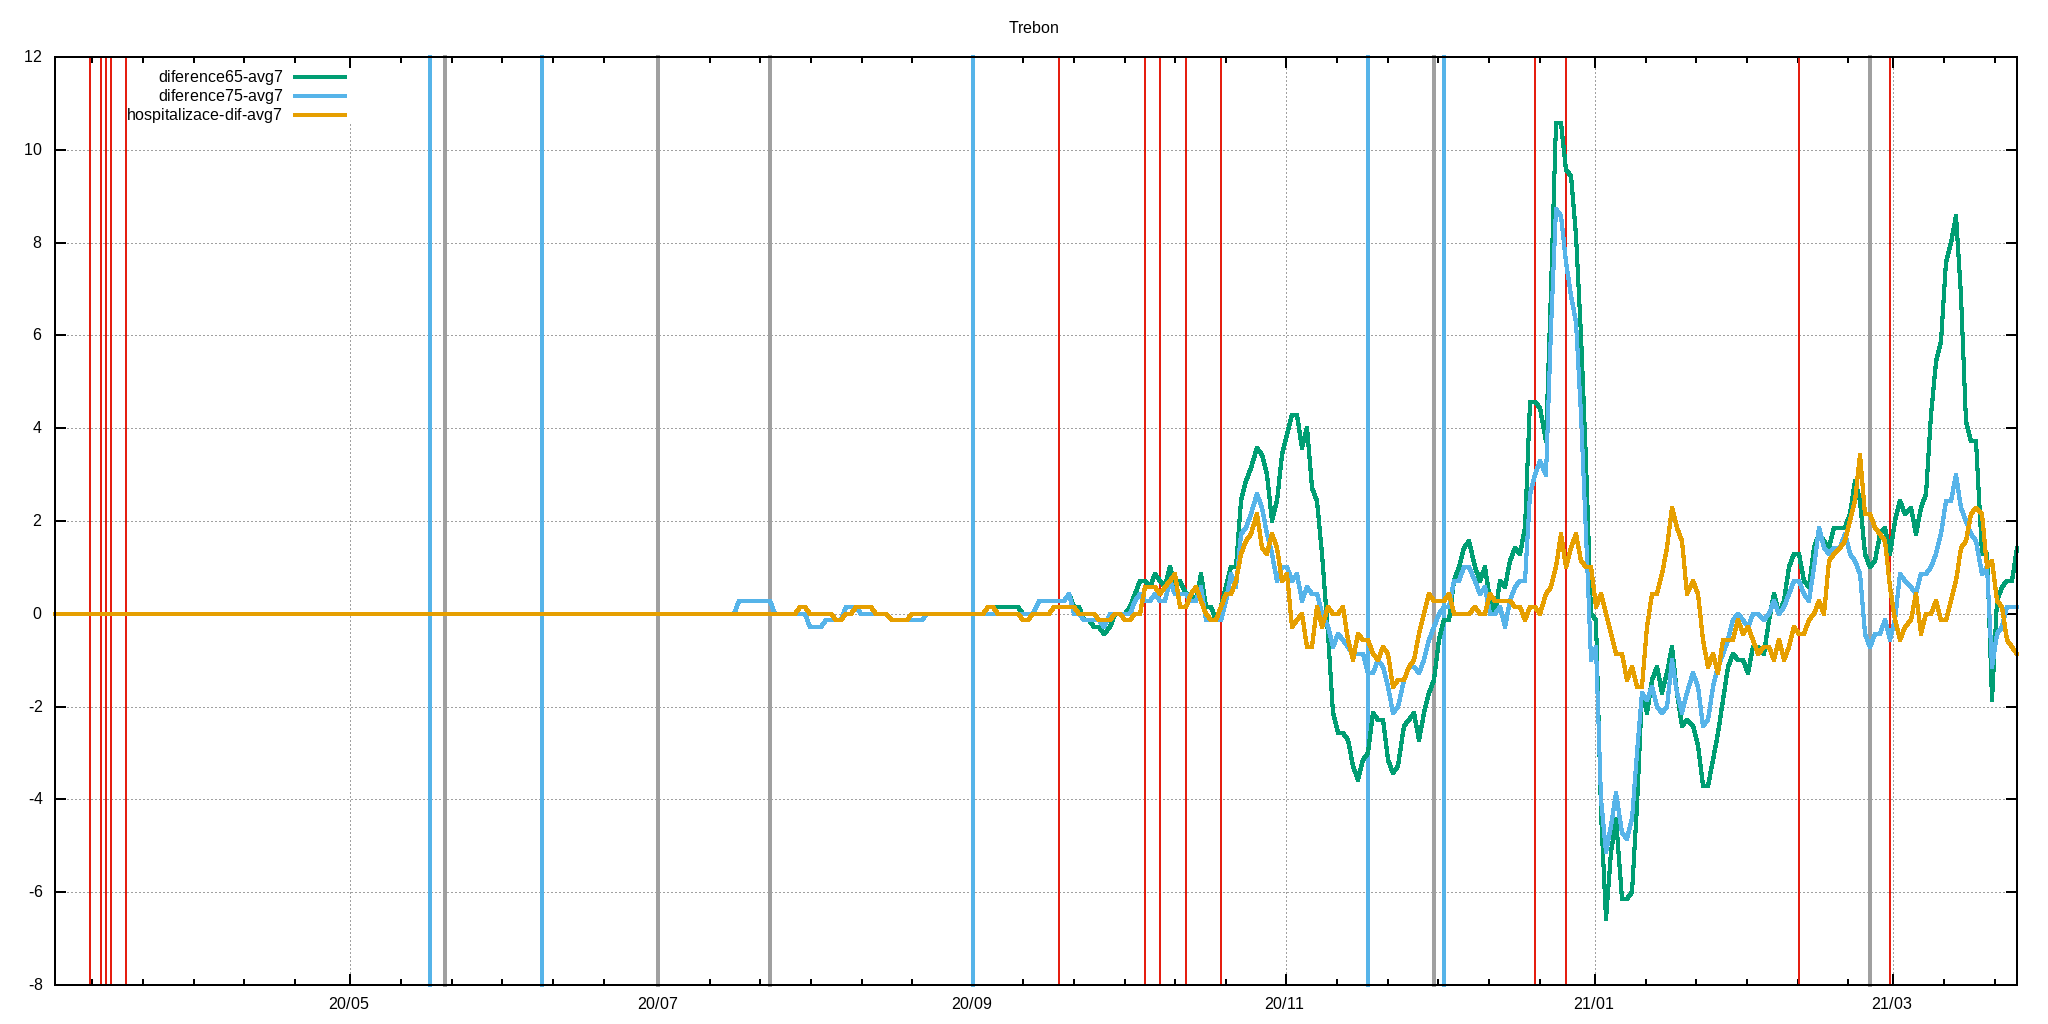 Trebon
12
diference65-avg7
diference75-avg7
hospitalizace-dif-avg7
10
8
6
4
2
0
-2
-4
-6
-8
20/05 20/07 20/09 20/11 21/01 21/03